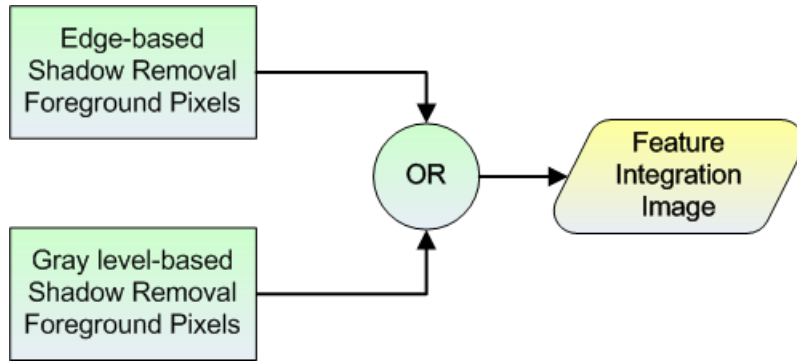 Edge-based
Shadow Removal
Foreground Pixels
OR
Feature
Integration
Image
Gray level-based
Shadow Removal
Foreground Pixels